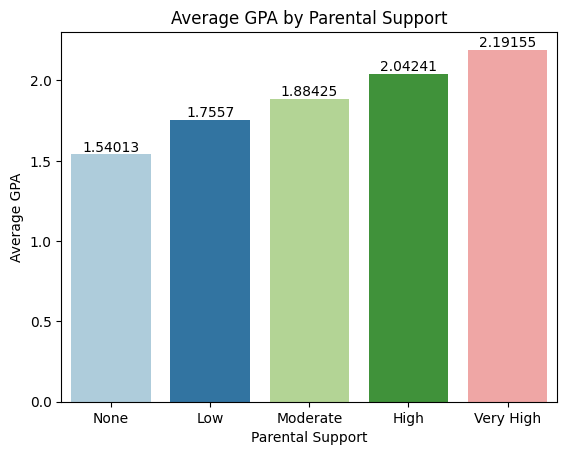 Average GPA by Parental Support
2.19155
2.04241
1.88425
1.7557
1.54013
2.0
1.5
1.0
0.5
0.0
Average GPA
None Low Moderate High Very High
Parental Support